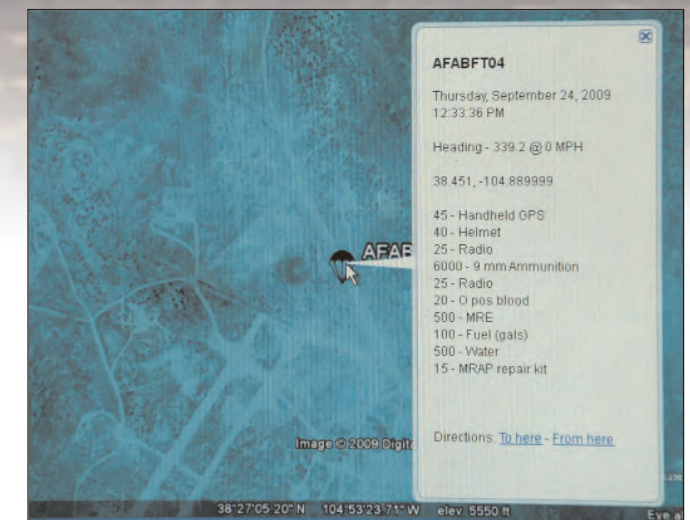 AFABFT04
Thursday, September 24, 2009
12:33:36 PM
Heading - 339.2 @ 0 MPH
38.451, -104.889999
45 - Handheld GPS
40 - Helmet
25 - Radio
6000 - 9 mm Ammunition
25 - Radio
20 - O pos blood
500 - MRE
100 - Fuel (gals)
500 - Water
15 - MRAP repair kit
Directions: To here - From here
AFAB
Image © 2009 Digit
38°27'05.20" N 104°53'23.71" W elev 5550 ft Eye al